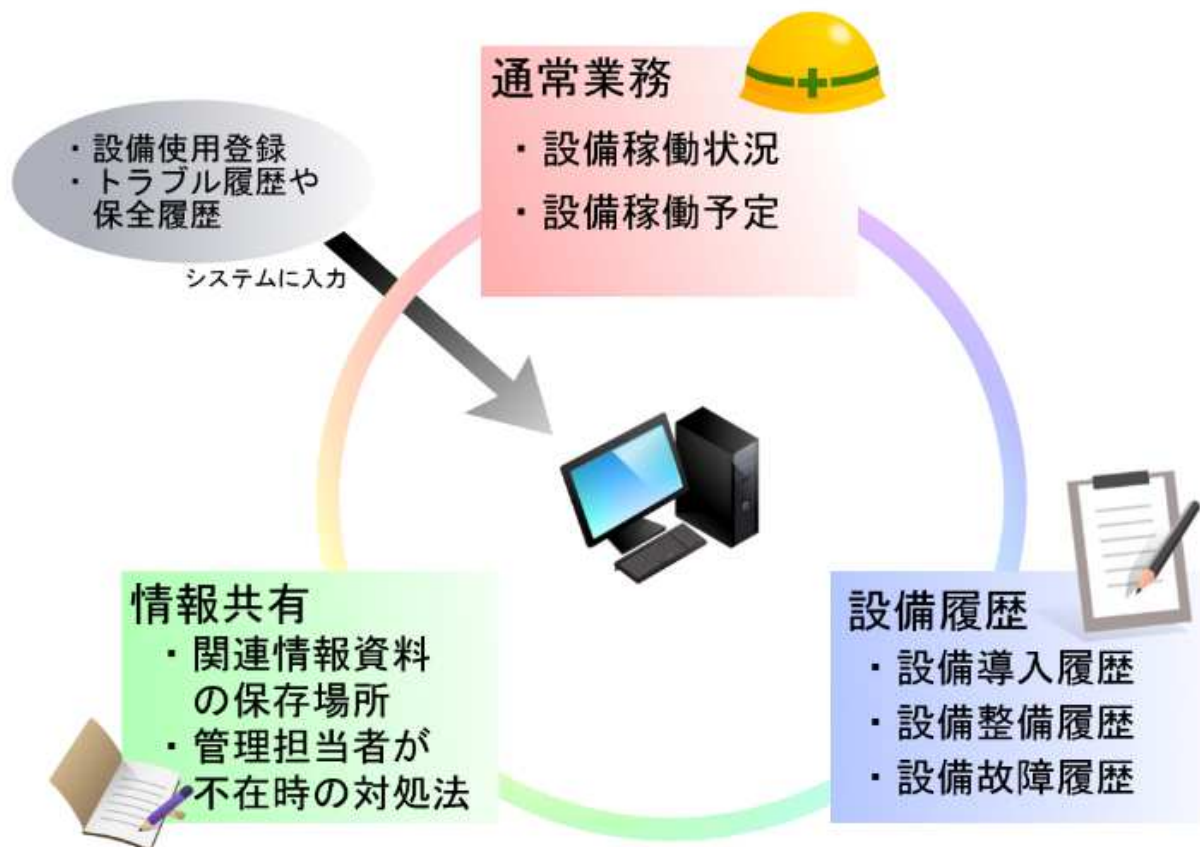 通常業務
・設備稼働状況
・設備稼働予定
・設備使用登録
・トラブル履歴や
保全履歴
システムに入力
情報共有
・関連情報資料
の保存場所
・管理担当者が
不在時の対処法
設備履歴
・設備導入履歴
・設備整備履歴
・設備故障履歴